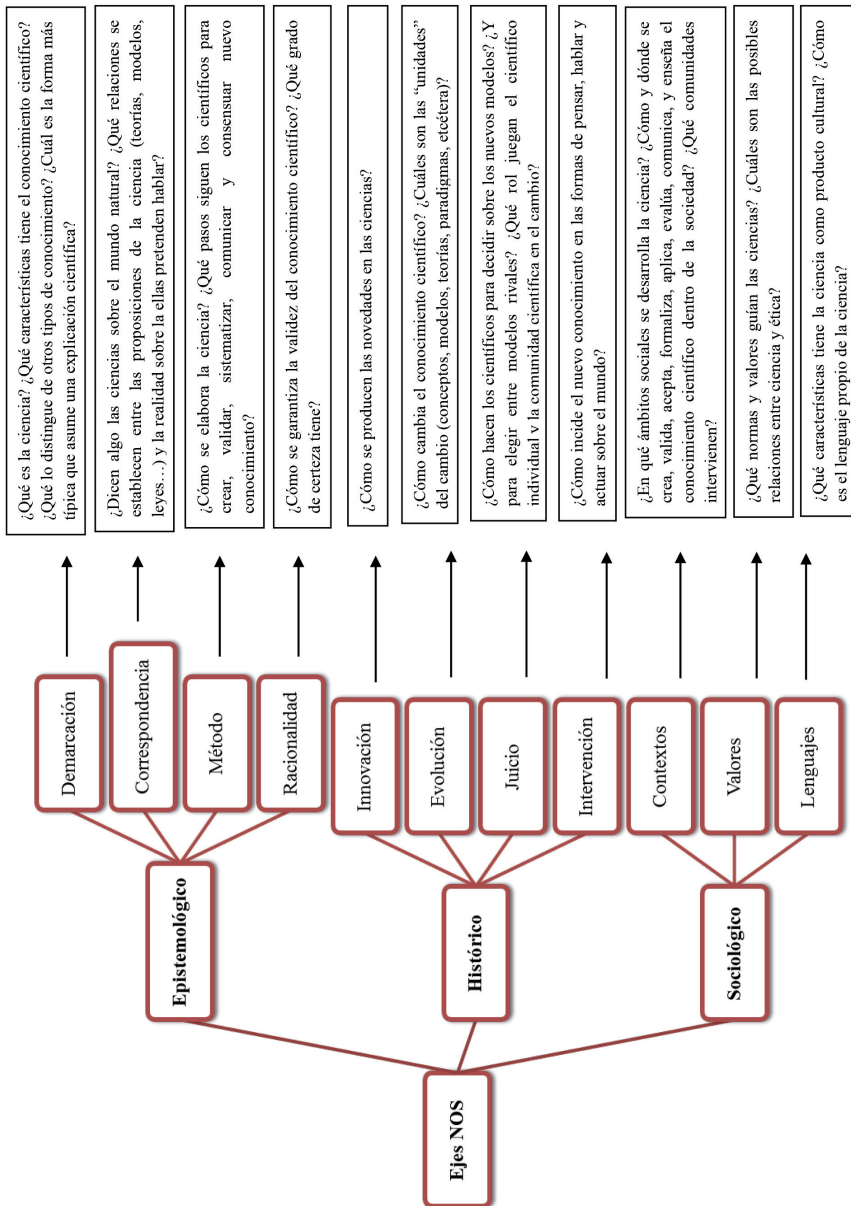 Ejes NOS
Epistemológico
Demarcación
¿Qué es la ciencia? ¿Qué características tiene el conocimiento científico?
¿Qué lo distingue de otros tipos de conocimiento? ¿Cuál es la forma más
típica que asume una explicación científica?
Correspondencia
¿Dicen algo las ciencias sobre el mundo natural? ¿Qué relaciones se
establecen entre las proposiciones de la ciencia (teorías, modelos,
leyes…) y la realidad sobre la ellas pretenden hablar?
Método
¿Cómo se elabora la ciencia? ¿Qué pasos siguen los científicos para
crear, validar, sistematizar, comunicar y consensuar nuevo
conocimiento?
Racionalidad
¿Cómo se garantiza la validez del conocimiento científico? ¿Qué grado
de certeza tiene?
Histórico
Innovación
¿Cómo se producen las novedades en las ciencias?
Evolución
¿Cómo cambia el conocimiento científico? ¿Cuáles son las “unidades”
del cambio (conceptos, modelos, teorías, paradigmas, etcétera)?
Juicio
¿Cómo hacen los científicos para decidir sobre los nuevos modelos? ¿Y
para elegir entre modelos rivales? ¿Qué rol juegan el científico
individual v la comunidad científica en el cambio?
Intervención
¿Cómo incide el nuevo conocimiento en las formas de pensar, hablar y
actuar sobre el mundo?
Sociológico
Contextos
¿En qué ámbitos sociales se desarrolla la ciencia? ¿Cómo y dónde se
crea, valida, acepta, formaliza, aplica, evalúa, comunica, y enseña el
conocimiento científico dentro de la sociedad? ¿Qué comunidades
intervienen?
Valores
¿Qué normas y valores guían las ciencias? ¿Cuáles son las posibles
relaciones entre ciencia y ética?
Lenguajes
¿Qué características tiene la ciencia como producto cultural? ¿Cómo
es el lenguaje propio de la ciencia?